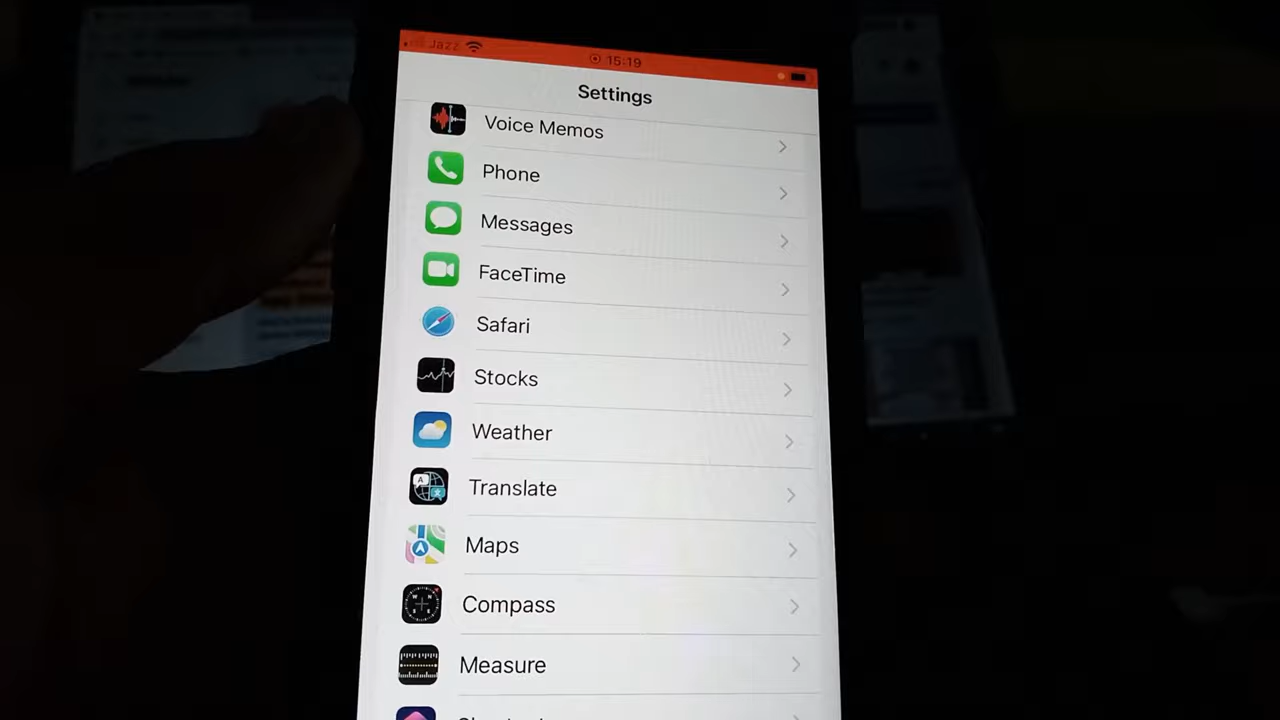 Jazz 15:19
Settings
Voice Memos
Phone
Messages
FaceTime
Safari
Stocks
Weather
Translate
Maps
Compass
Measure